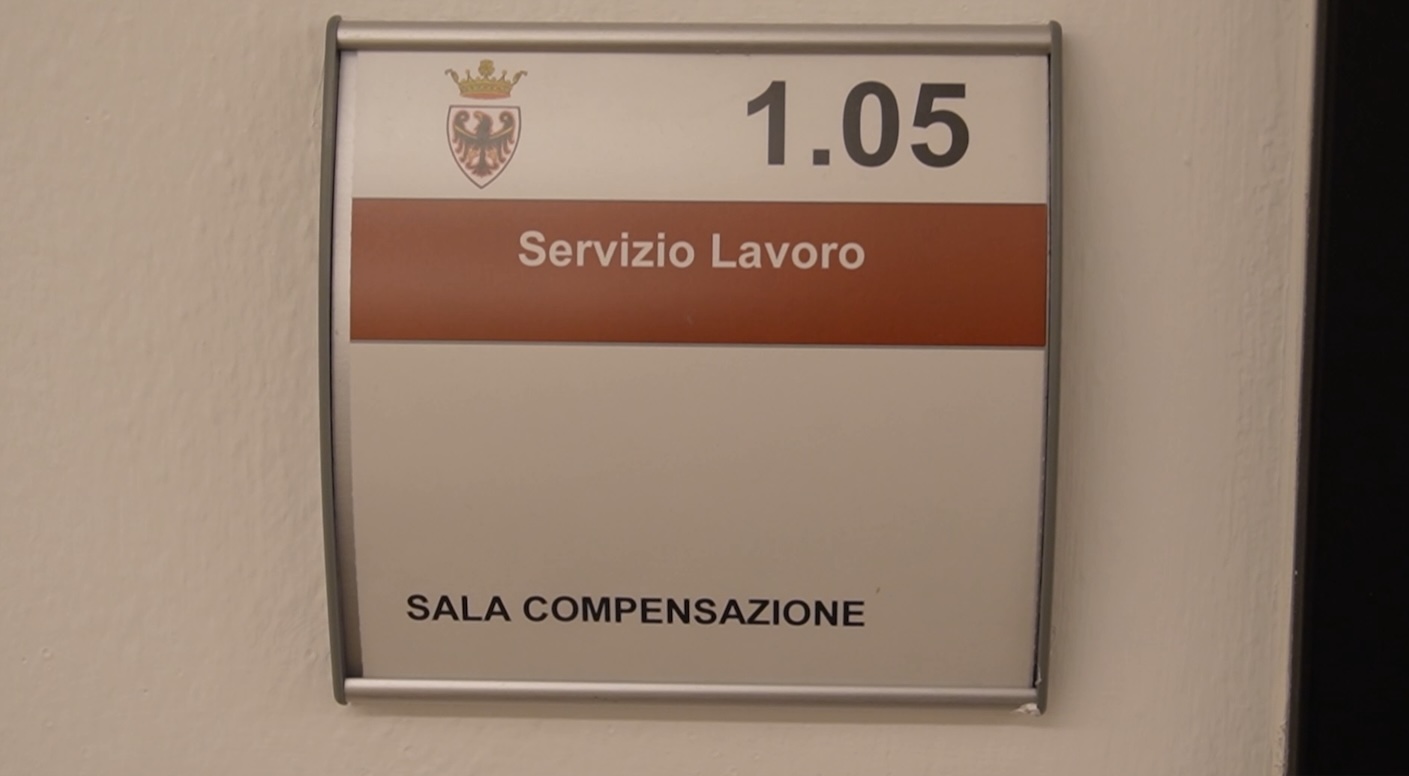 1.05
Servizio Lavoro
SALA COMPENSAZIONE